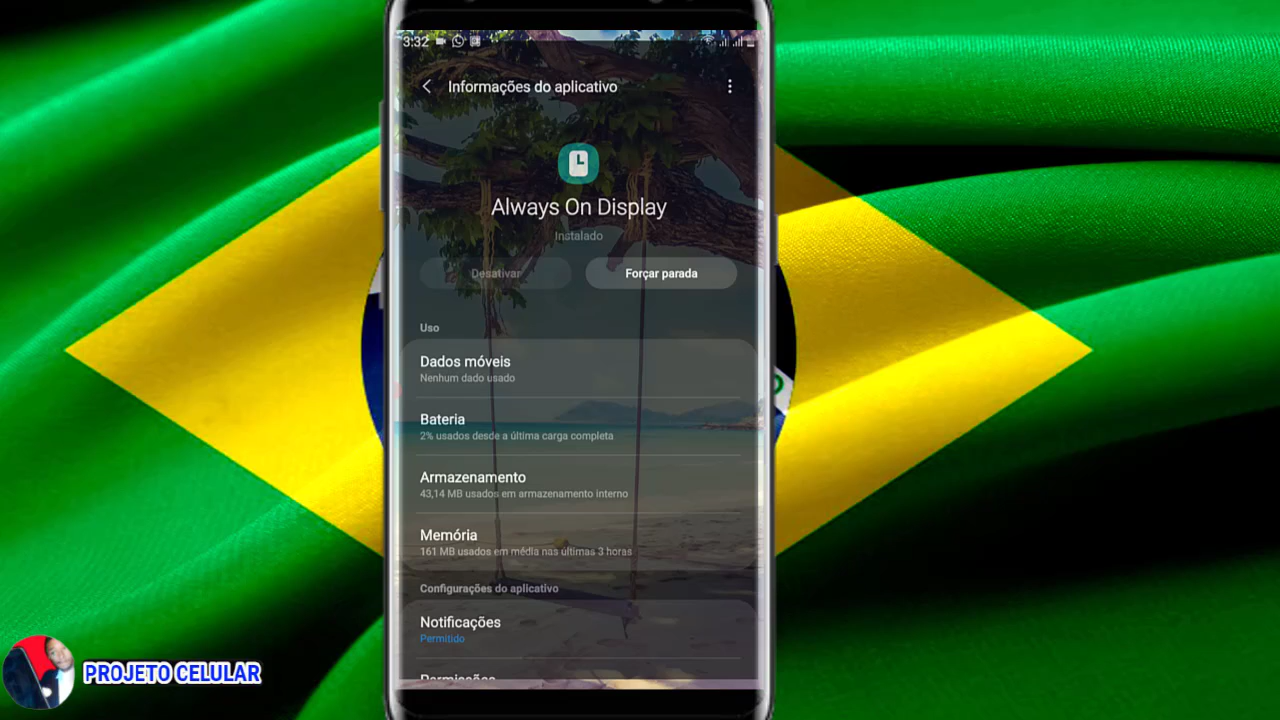 3:32
Informações do aplicativo
Always On Display
Instalado
Desativar
Forçar parada
Uso
Dados móveis
Nenhum dado usado
Bateria
2% usados desde a última carga completa
Armazenamento
43,14 MB usados em armazenamento interno
Memória
161 MB usados em média nas últimas 3 horas
Configurações do aplicativo
Notificações
Permitido
Permissões
PROJETO CELULAR